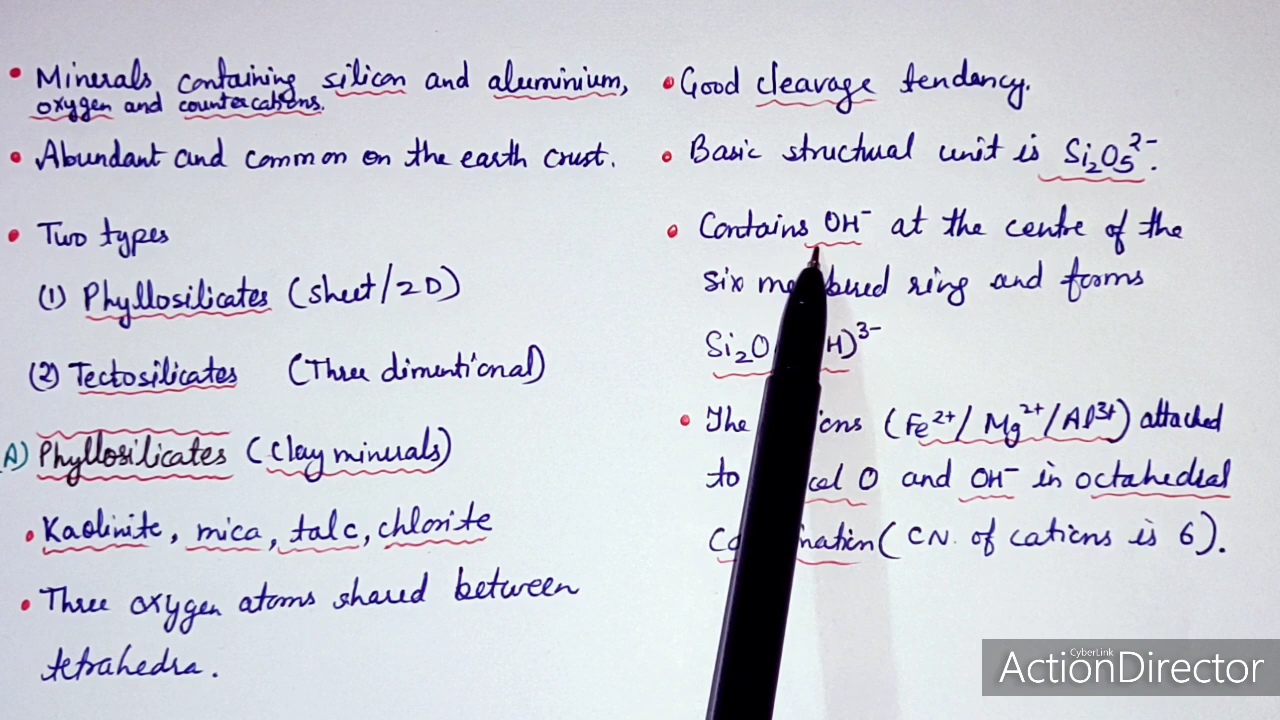 Minerals containing silicon and aluminium,
oxygen and countercations.
Abundant and common on the earth crust.
Two types
(1) Phyllosilicates (sheet/2D)
(2) Tectosilicates (Three dimentional)
A) Phyllosilicates (Clay minerals)
Kaolinite, mica, talc, chlorite
Three oxygen atoms shared between
tetrahedra.
Good cleavage tendancy.
Basic structural unit is Si₂O₅²⁻.
Contains OH⁻ at the centre of the
six ring and forms
Si₂O H)³⁻
The (Fe²⁺/Mg²⁺/Al³⁺) attached
to O and OH⁻ in octahedral
(CN. of cations is 6).
CyberLink
ActionDirector